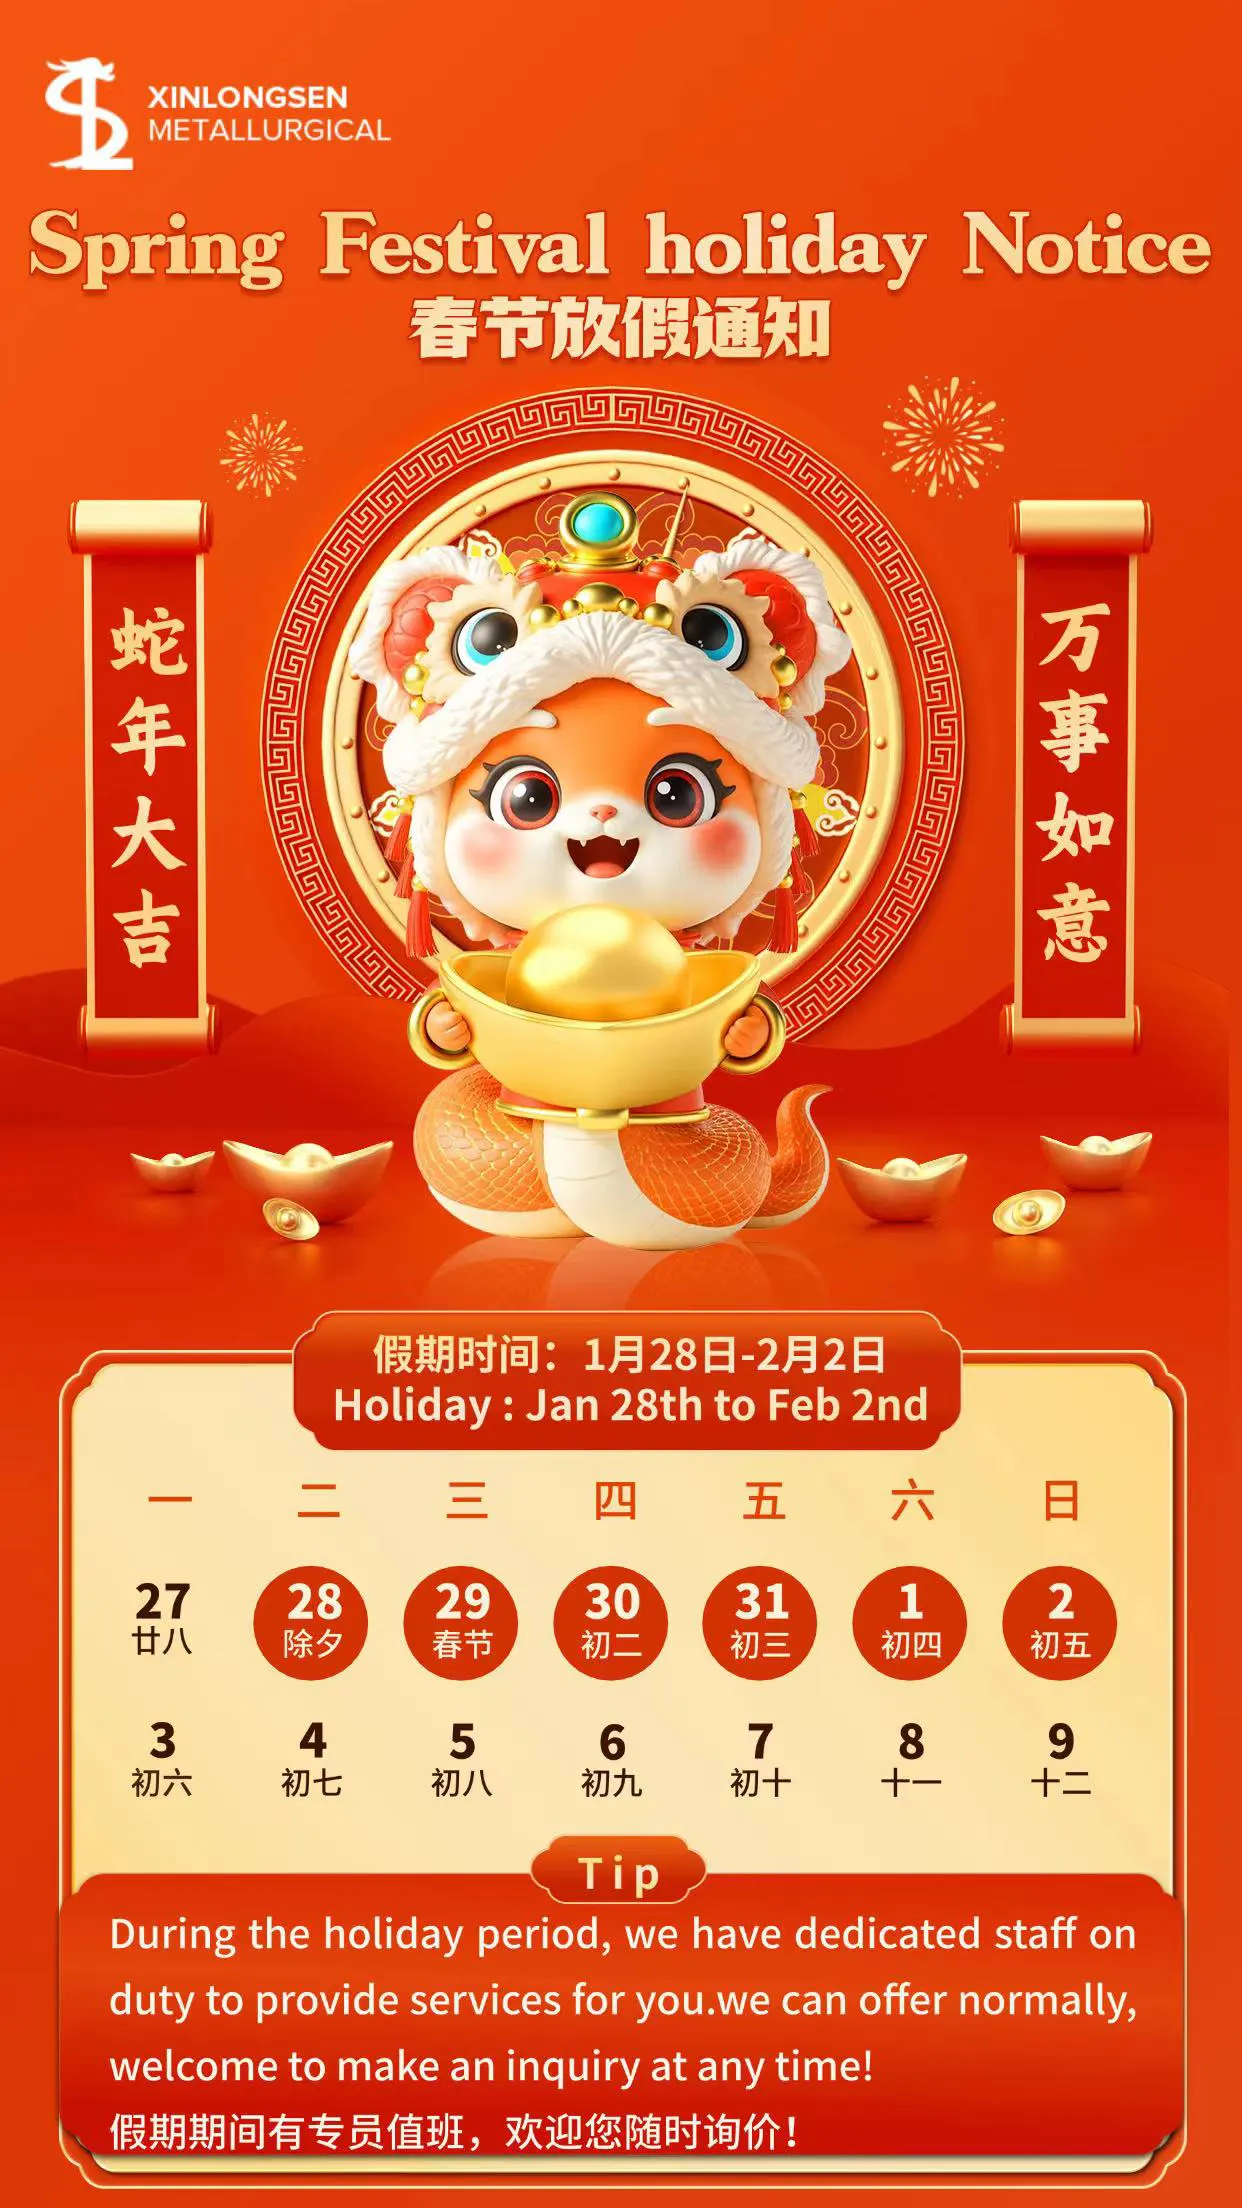 XINLONGSEN
METALLURGICAL
Spring Festival holiday Notice
春节放假通知
蛇年大吉
万事如意
假期时间：1月28日-2月2日
Holiday : Jan 28th to Feb 2nd
一 二 三 四 五 六 日
27 28 29 30 31 1 2
廿八 除夕 春节 初二 初三 初四 初五
3 4 5 6 7 8 9
初六 初七 初八 初九 初十 十一 十二
Tip
During the holiday period, we have dedicated staff on
duty to provide services for you.we can offer normally,
welcome to make an inquiry at any time!
假期期间有专员值班，欢迎您随时询价！